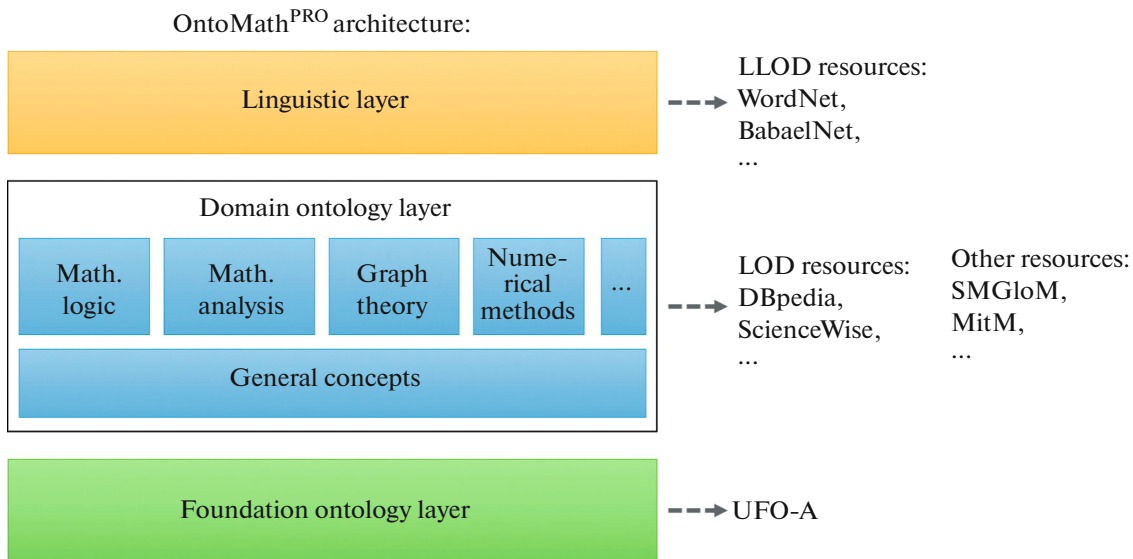 OntoMathPRO architecture:
Linguistic layer
LLOD resources:
WordNet,
BabaelNet,
...
Domain ontology layer
Math.
logic
Math.
analysis
Graph
theory
Nume-
rical
methods
...
General concepts
LOD resources:
DBpedia,
ScienceWise,
...
Other resources:
SMGloM,
MitM,
...
Foundation ontology layer
UFO-A